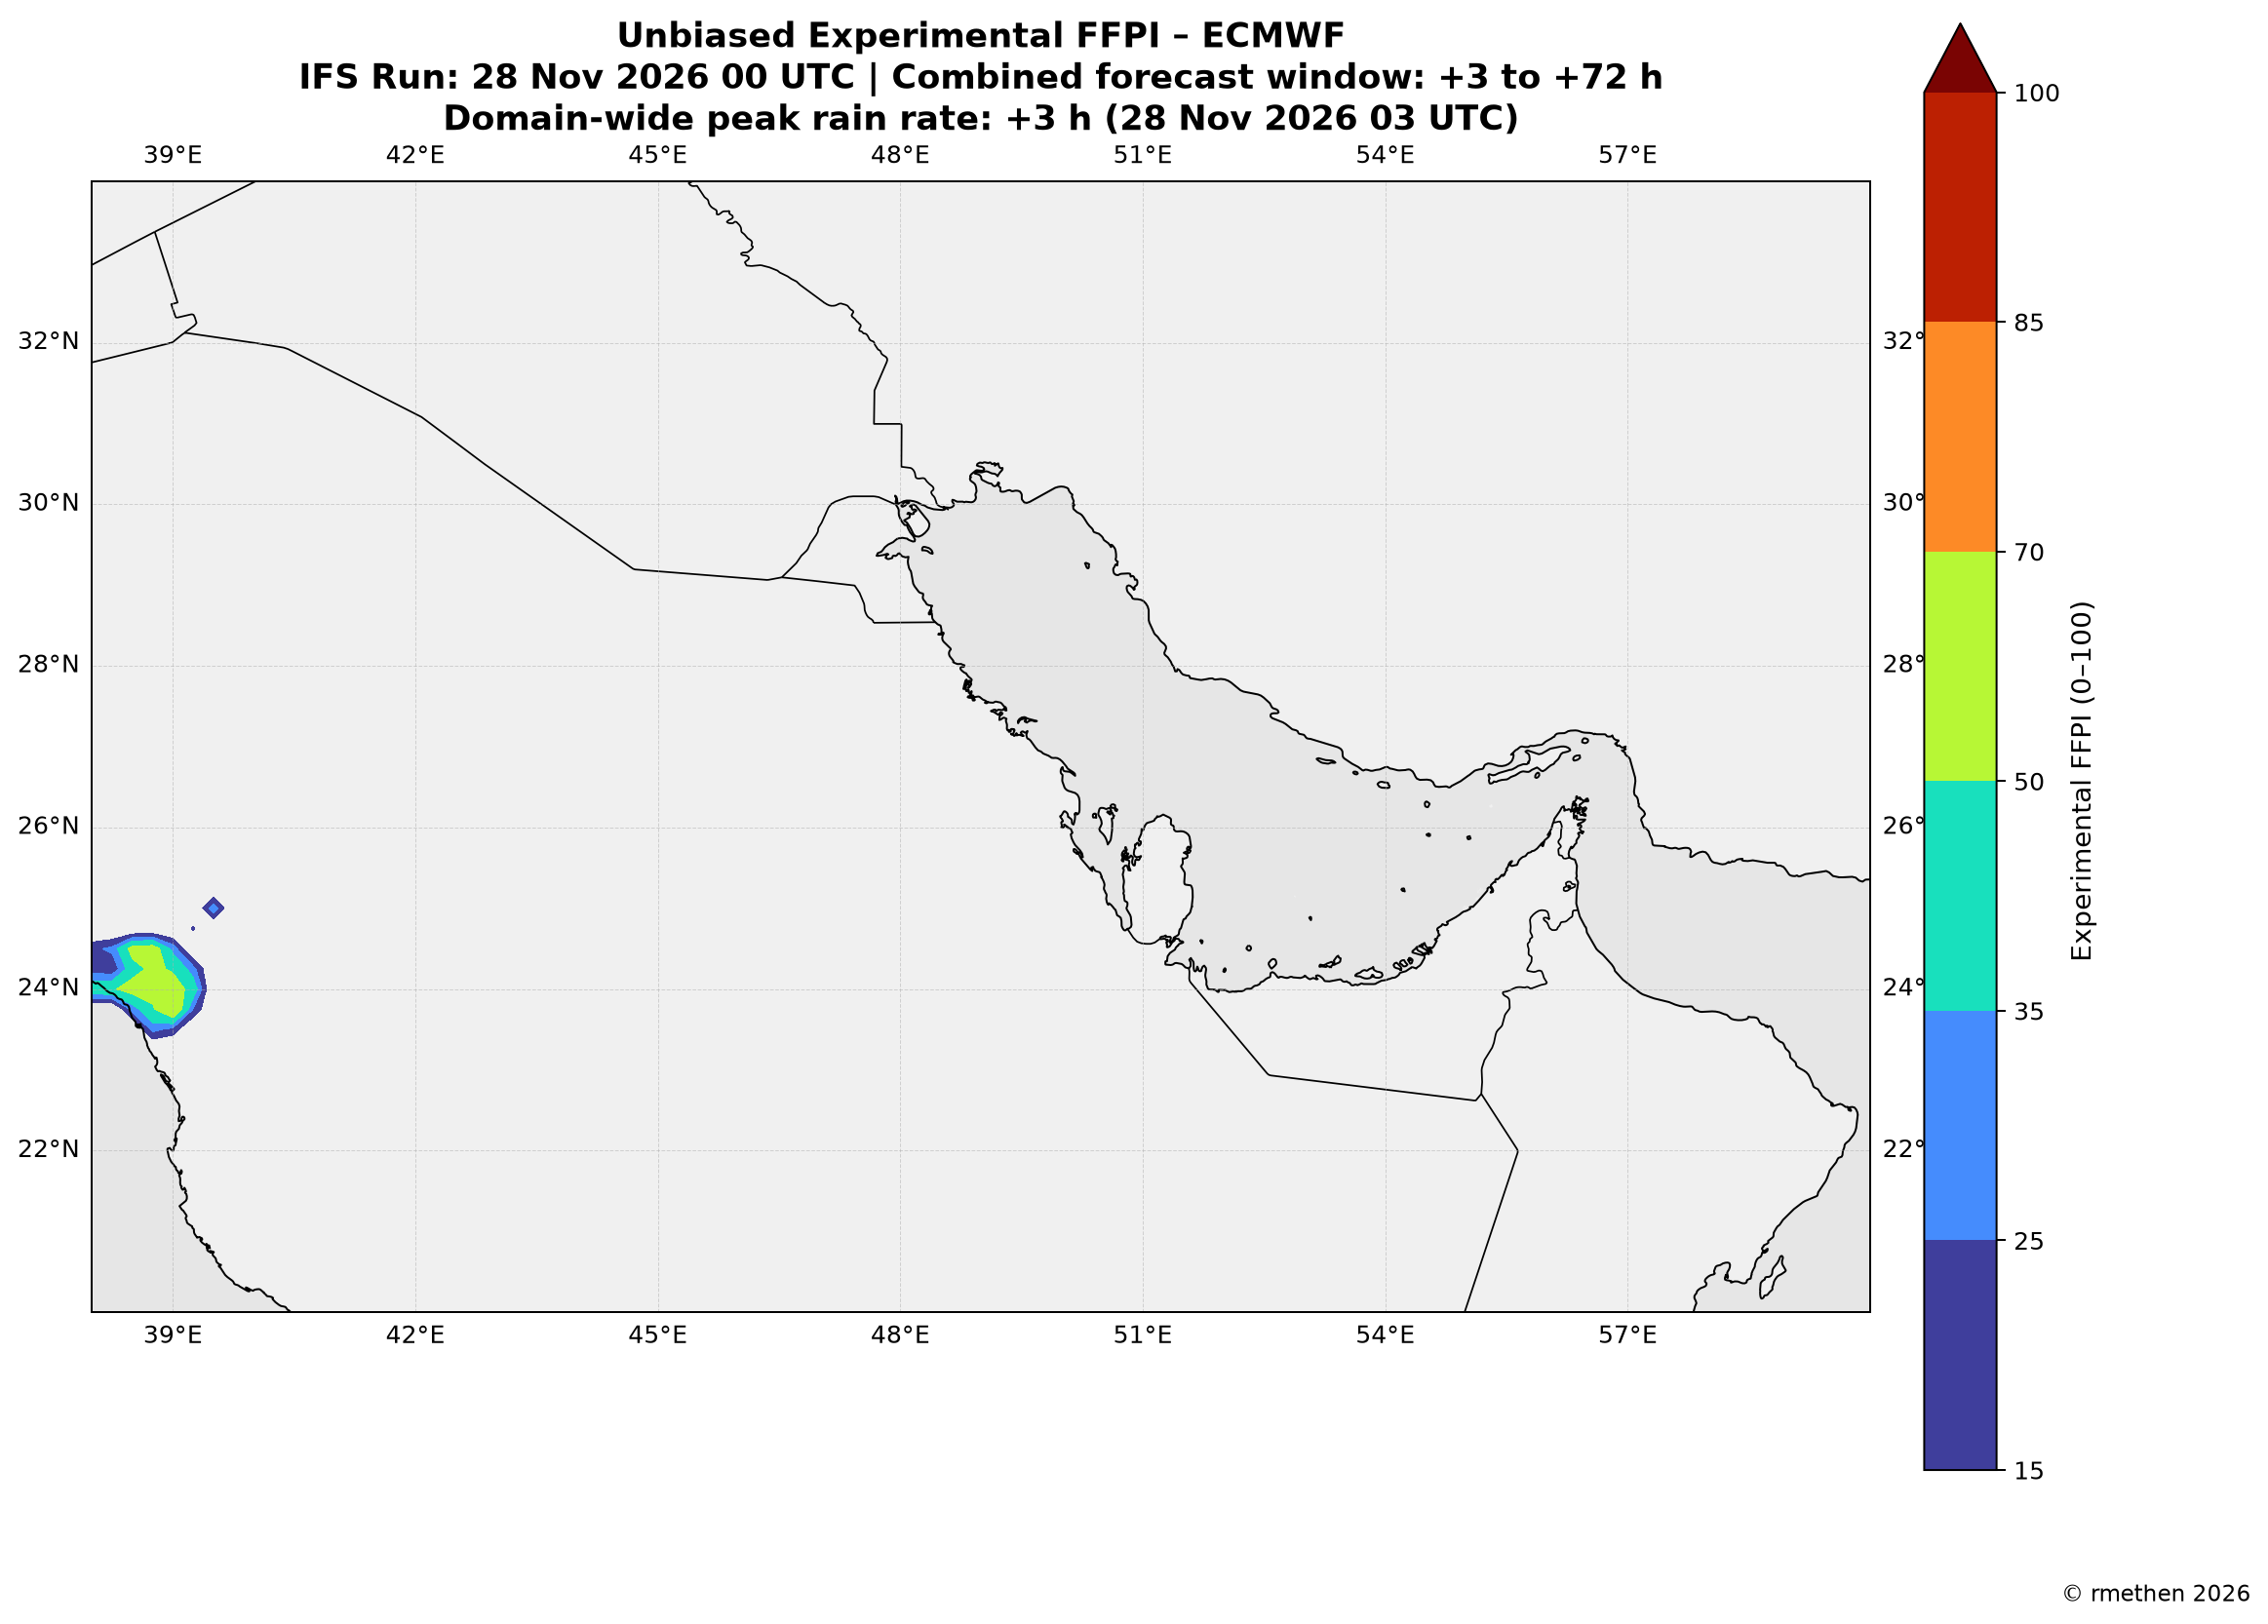 Unbiased Experimental FFPI – ECMWF
IFS Run: 28 Nov 2026 00 UTC | Combined forecast window: +3 to +72 h
Domain-wide peak rain rate: +3 h (28 Nov 2026 03 UTC)
39°E 42°E 45°E 48°E 51°E 54°E 57°E
32°N 32°
30°N 30°
28°N 28°
26°N 26°
24°N 24°
22°N 22°
39°E 42°E 45°E 48°E 51°E 54°E 57°E
100
85
70
50
35
25
15
Experimental FFPI (0–100)
© rmethen 2026